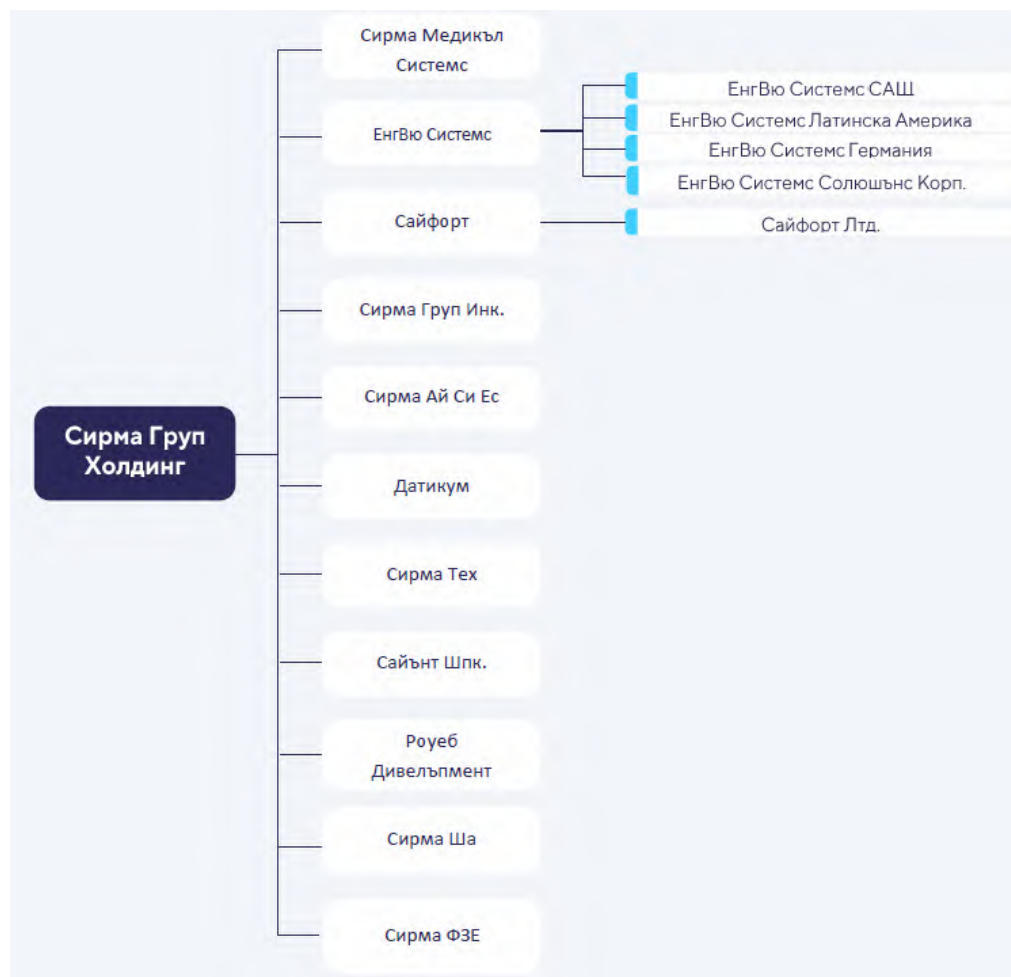 Сирма Медикъл
Системс
ЕнгВю Системс САЩ
ЕнгВю Системс
ЕнгВю Системс Латинска Америка
ЕнгВю Системс Германия
ЕнгВю Системс Солюшънс Корп.
Сайфорт
Сайфорт Лтд.
Сирма Груп Инк.
Сирма Ай Си Ес
Сирма Груп
Холдинг
Датикум
Сирма Тех
Сайънт Шпк.
Роуеб
Дивелъпмент
Сирма Ша
Сирма ФЗЕ